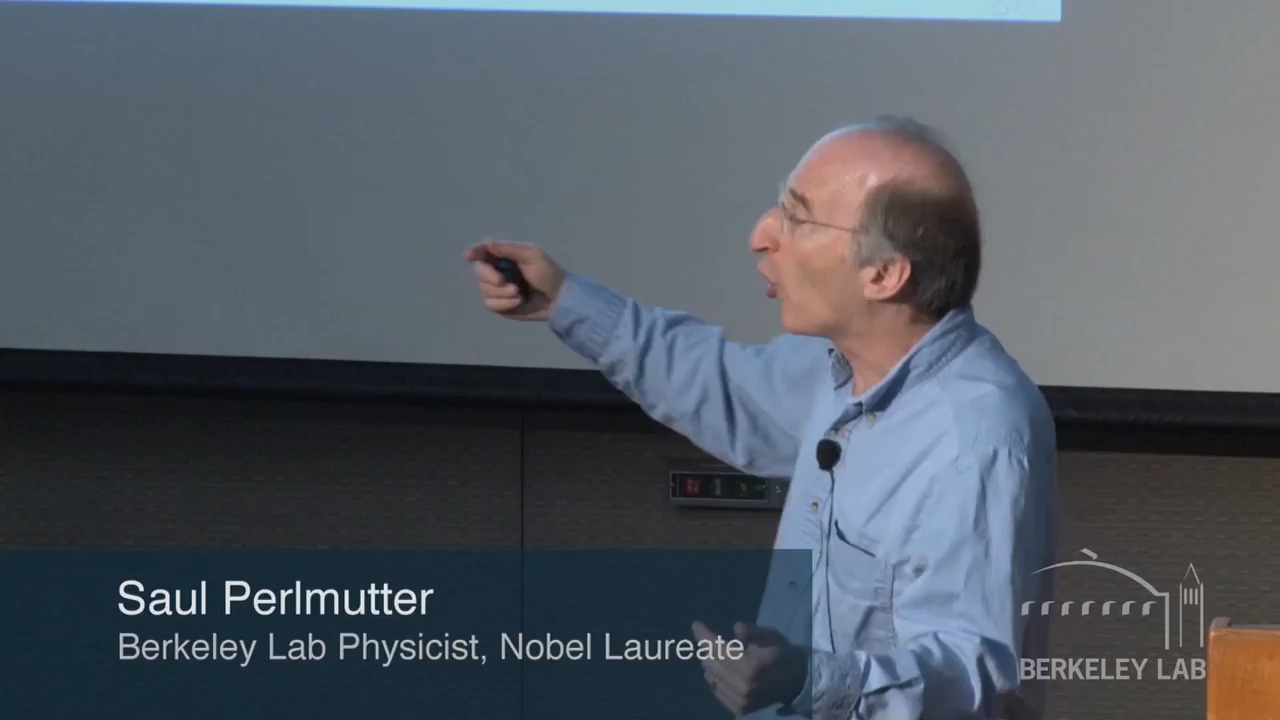 Saul Perlmutter
Berkeley Lab Physicist, Nobel Laureate
BERKELEY LAB